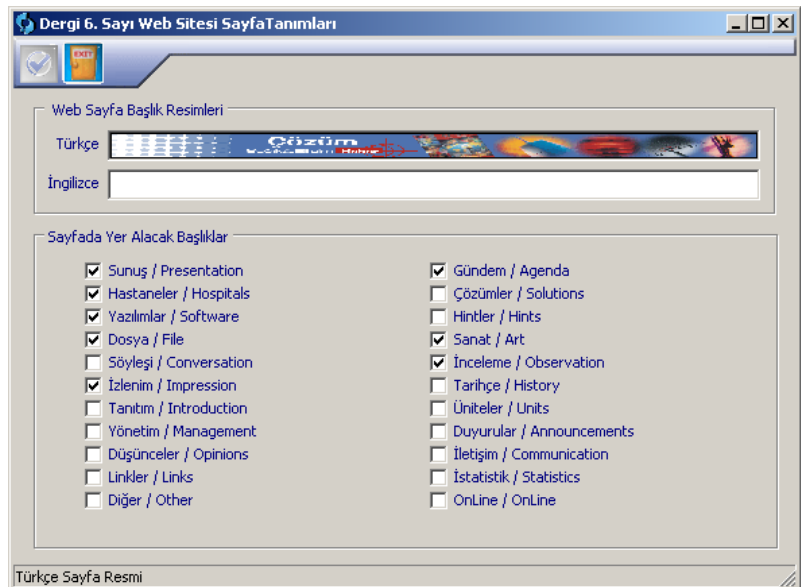 Dergi 6. Sayı Web Sitesi SayfaTanımları
EXIT
Web Sayfa Başlık Resimleri
Türkçe
Çözüm
İngilizce
Sayfada Yer Alacak Başlıklar
Sunuş / Presentation
Hastaneler / Hospitals
Yazılımlar / Software
Dosya / File
Söyleşi / Conversation
İzlenim / Impression
Tanıtım / Introduction
Yönetim / Management
Düşünceler / Opinions
Linkler / Links
Diğer / Other
Gündem / Agenda
Çözümler / Solutions
Hintler / Hints
Sanat / Art
İnceleme / Observation
Tarihçe / History
Üniteler / Units
Duyurular / Announcements
İletişim / Communication
İstatistik / Statistics
OnLine / OnLine
Türkçe Sayfa Resmi